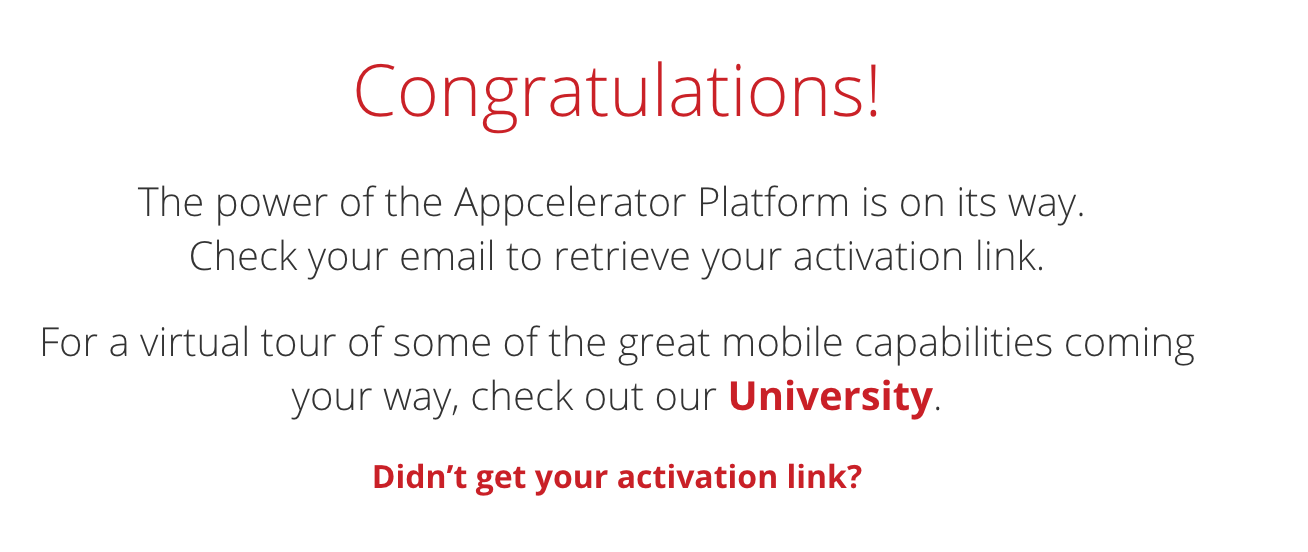 Congratulations!
The power of the Appcelerator Platform is on its way.
Check your email to retrieve your activation link.
For a virtual tour of some of the great mobile capabilities coming
your way, check out our University.
Didn’t get your activation link?